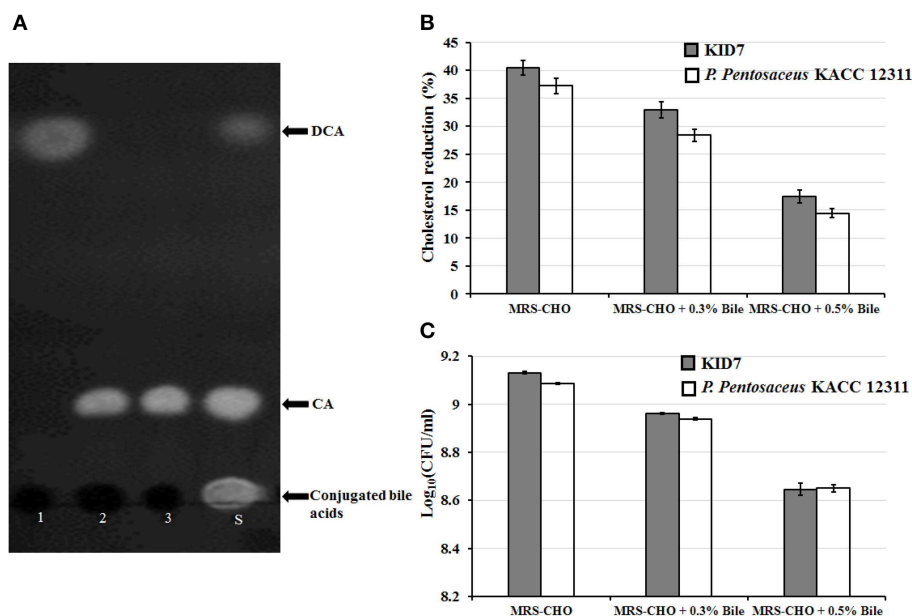 A
DCA
CA
Conjugated bile
acids
1 2 3 S
B
KID7
P. Pentosaceus KACC 12311
Cholesterol reduction (%)
45
40
35
30
25
20
15
10
5
0
MRS-CHO MRS-CHO + 0.3% Bile MRS-CHO + 0.5% Bile
C
KID7
P. Pentosaceus KACC 12311
Log10(CFU/ml)
9.2
9
8.8
8.6
8.4
8.2
MRS-CHO MRS-CHO + 0.3% Bile MRS-CHO + 0.5% Bile